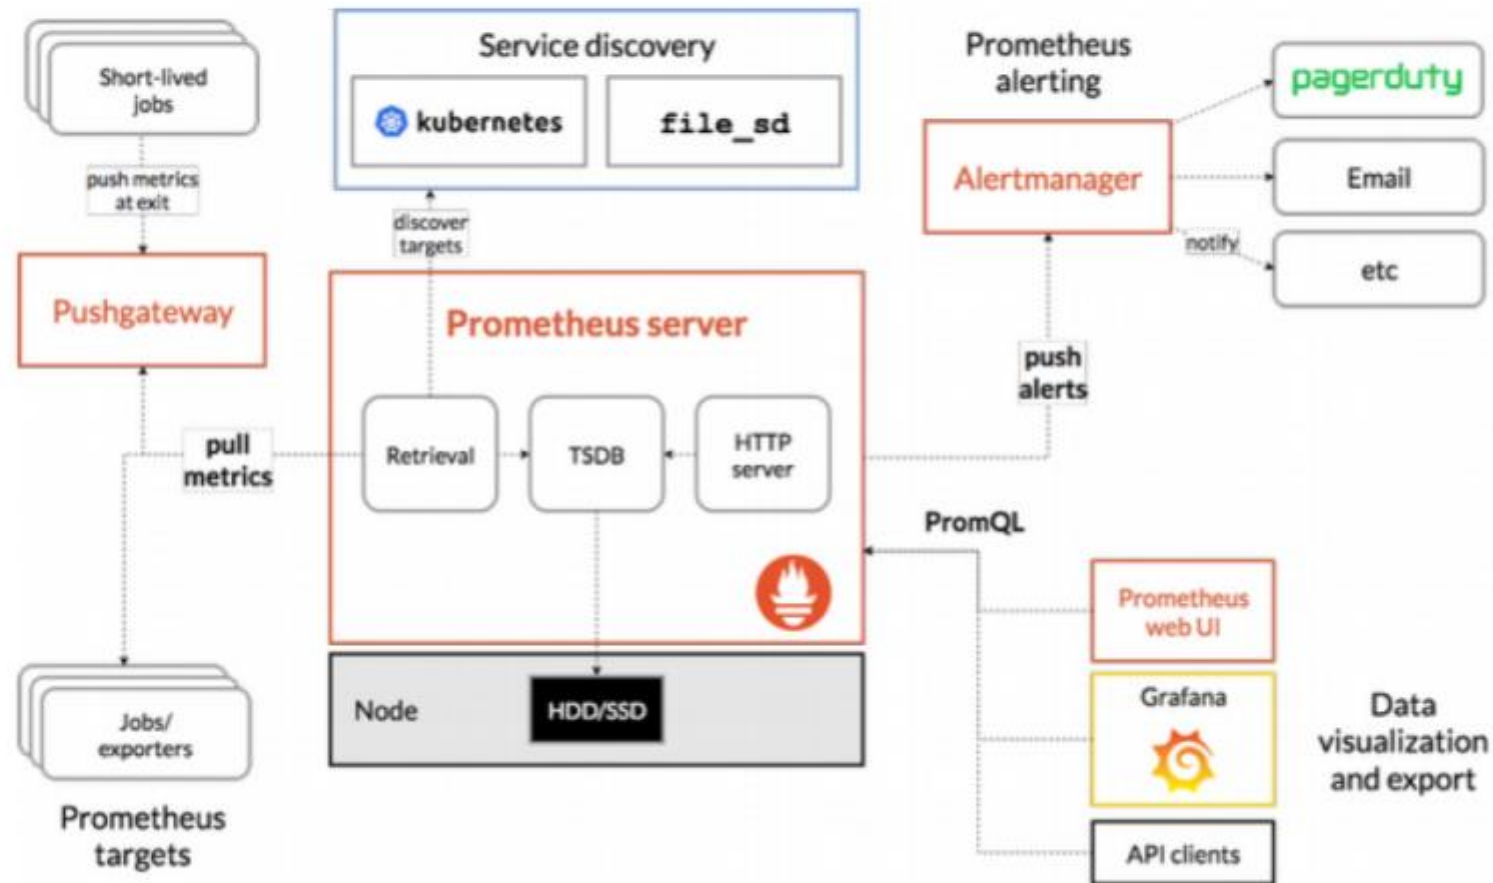 Short-lived
jobs
push metrics
at exit
Pushgateway
pull
metrics
Jobs/
exporters
Prometheus
targets
Service discovery
kubernetes
file_sd
discover
targets
Prometheus server
Retrieval
TSDB
HTTP
server
Node
HDD/SSD
Prometheus
alerting
Alertmanager
pagerduty
Email
notify
etc
push
alerts
PromQL
Prometheus
web UI
Grafana
API clients
Data
visualization
and export